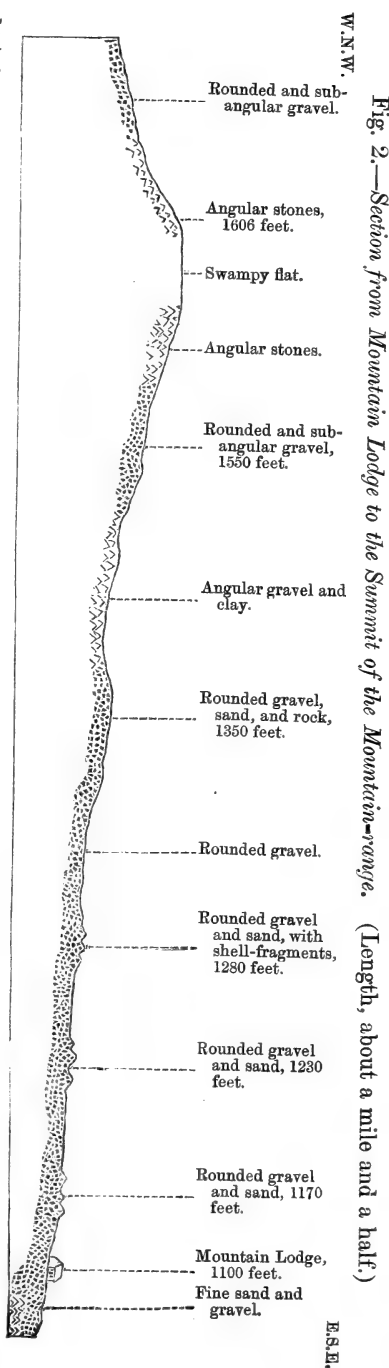 Fig. 2.—Section from Mountain Lodge to the Summit of the Mountain-range. (Length, about a mile and a half.)
W.N.W.
E.S.E.
Rounded and sub-
angular gravel.
Angular stones,
1606 feet.
Swampy flat.
Angular stones.
Rounded and sub-
angular gravel,
1550 feet.
Angular gravel and
clay.
Rounded gravel,
sand, and rock,
1350 feet.
Rounded gravel.
Rounded gravel
and sand, with
shell-fragments,
1280 feet.
Rounded gravel
and sand, 1230
feet.
Rounded gravel
and sand, 1170
feet.
Mountain Lodge,
1100 feet.
Fine sand and
gravel.